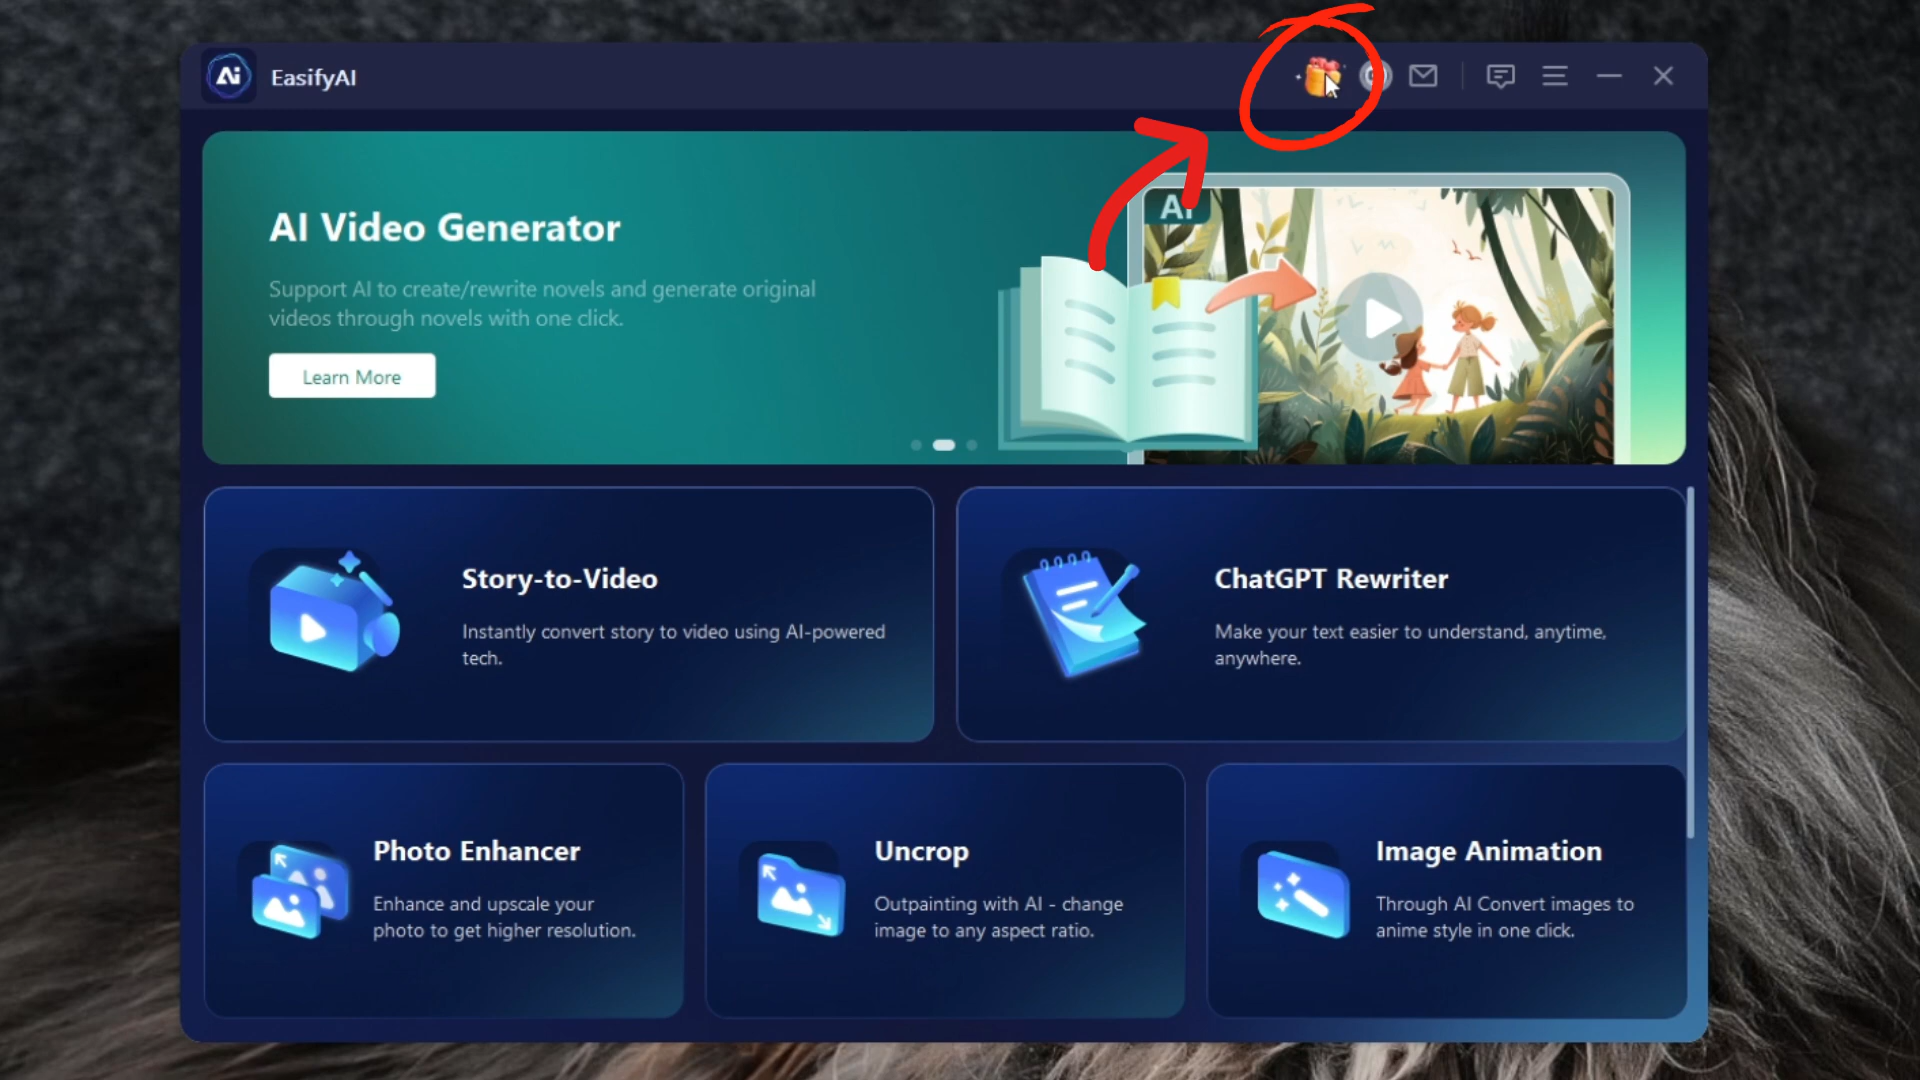 Ai
EasifyAI
AI Video Generator
Support AI to create/rewrite novels and generate original
videos through novels with one click.
Learn More
AI
Story-to-Video
Instantly convert story to video using AI-powered
tech.
ChatGPT Rewriter
Make your text easier to understand, anytime,
anywhere.
Photo Enhancer
Enhance and upscale your
photo to get higher resolution.
Uncrop
Outpainting with AI - change
image to any aspect ratio.
Image Animation
Through AI Convert images to
anime style in one click.